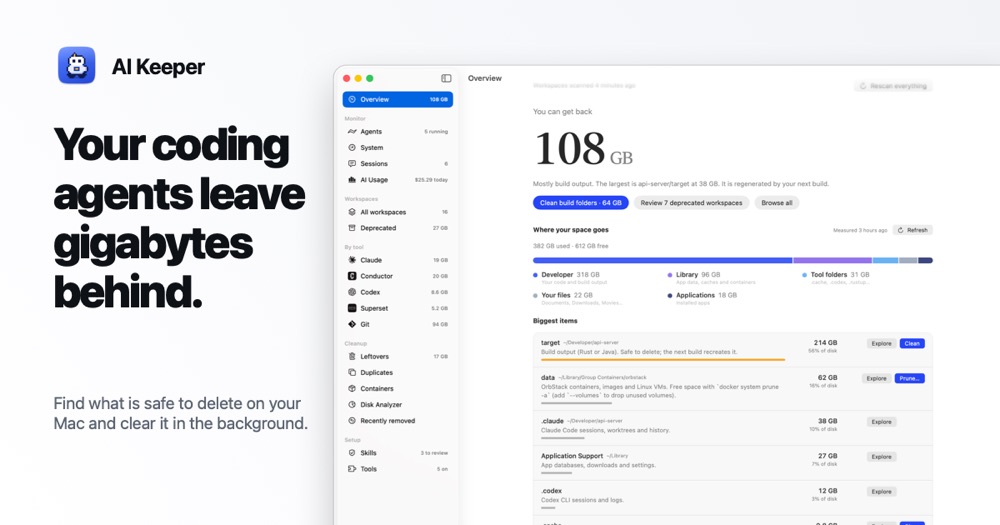 AI Keeper
Your coding
agents leave
gigabytes
behind.
Find what is safe to delete on your
Mac and clear it in the background.
Overview 108 GB
Monitor
Agents 5 running
System
Sessions 6
AI Usage $25.29 today
Workspaces
All workspaces 16
Deprecated 27 GB
By tool
Claude 19 GB
Conductor 20 GB
Codex 8.6 GB
Superset 5.2 GB
Git 94 GB
Cleanup
Leftovers 17 GB
Duplicates
Containers
Disk Analyzer
Recently removed
Setup
Skills 3 to review
Tools 5 on
Overview
Workspaces scanned 4 minutes ago Rescan everything
You can get back
108 GB
Mostly build output. The largest is api-server/target at 38 GB. It is regenerated by your next build.
Clean build folders · 64 GB Review 7 deprecated workspaces Browse all
Where your space goes Measured 3 hours ago Refresh
382 GB used · 612 GB free
Developer 318 GB Library 96 GB Tool folders 31 GB
Your code and build output App data, caches and containers .cache, .codex, .rustup…
Your files 22 GB Applications 18 GB
Documents, Downloads, Movies… Installed apps
Biggest items
target ~/Developer/api-server 214 GB Explore Clean
Build output (Rust or Java). Safe to delete; the next build recreates it. 56% of disk
data ~/Library/Group Containers/orbstack 62 GB Explore Prune…
OrbStack containers, images and Linux VMs. Free space with `docker system prune 16% of disk
-a` (add `--volumes` to drop unused volumes).
.claude ~/Developer/api-server 38 GB Explore
Claude Code sessions, worktrees and history. 10% of disk
Application Support ~/Library 27 GB Explore
App databases, downloads and settings. 7% of disk
.codex 12 GB Explore
Codex CLI sessions and logs. 3% of disk